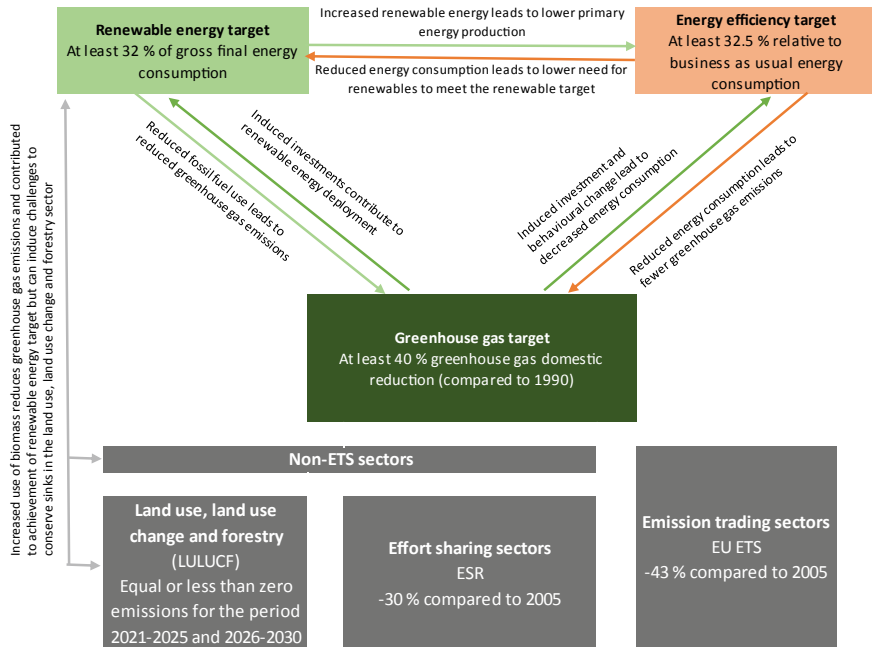 Renewable energy target
At least 32 % of gross final energy
consumption
Increased renewable energy leads to lower primary
energy production
Reduced energy consumption leads to lower need for
renewables to meet the renewable target
Energy efficiency target
At least 32.5 % relative to
business as usual energy
consumption
Increased use of biomass reduces greenhouse gas emissions and contributed
to achievement of renewable energy target but can induce challenges to
conserve sinks in the land use, land use change and forestry sector
Reduced fossil fuel use leads to
reduced greenhouse gas emissions
Induced investments contribute to
renewable energy deployment
Induced investment and
behavioural change lead to
decreased energy consumption
Reduced energy consumption leads to
fewer greenhouse gas emissions
Greenhouse gas target
At least 40 % greenhouse gas domestic
reduction (compared to 1990)
Non-ETS sectors
Land use, land use
change and forestry
(LULUCF)
Equal or less than zero
emissions for the period
2021-2025 and 2026-2030
Effort sharing sectors
ESR
-30 % compared to 2005
Emission trading sectors
EU ETS
-43 % compared to 2005